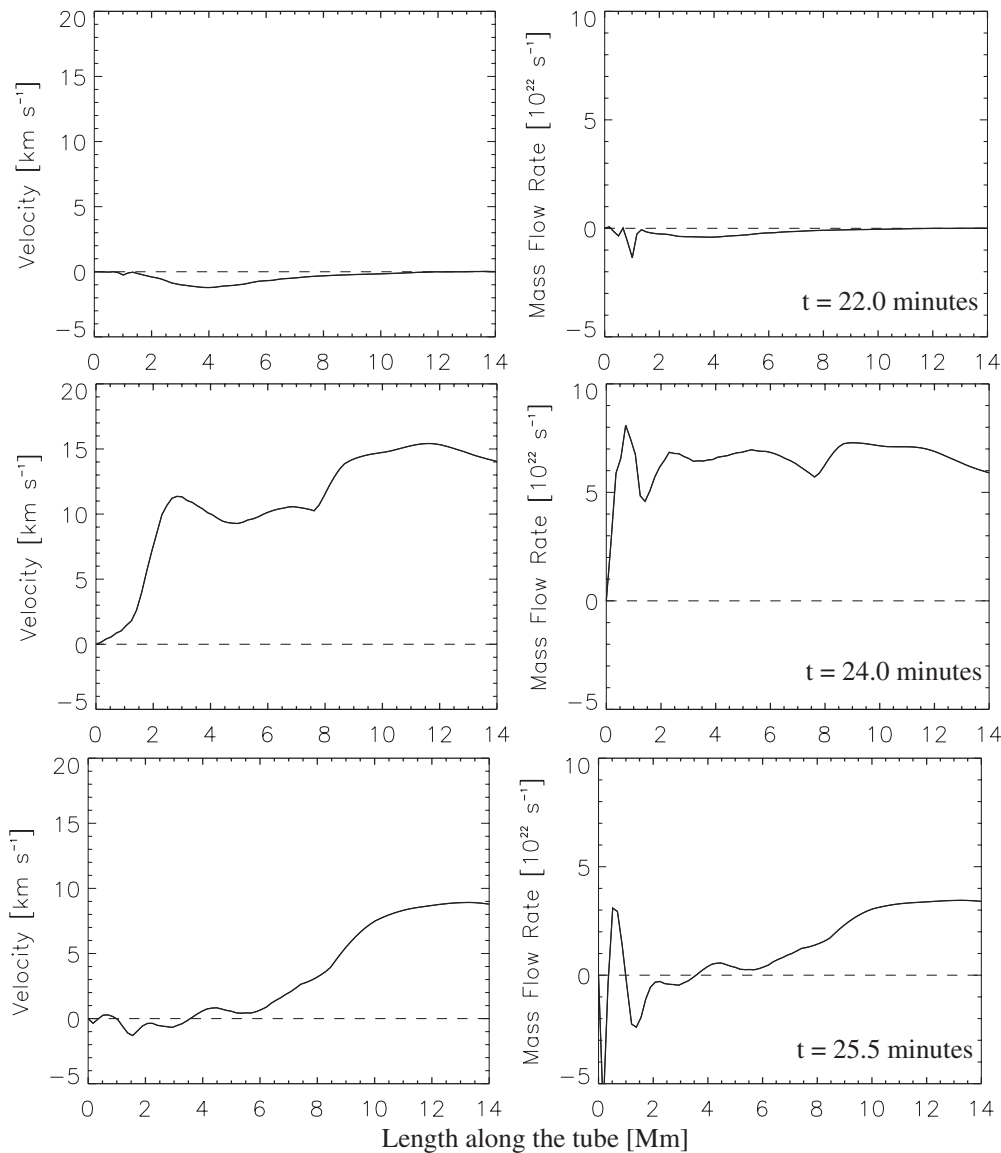 20
15
10
5
0
−5
Velocity [km s⁻¹]
0 2 4 6 8 10 12 14
10
5
0
−5
Mass Flow Rate [10²² s⁻¹]
t = 22.0 minutes
0 2 4 6 8 10 12 14
20
15
10
5
0
−5
Velocity [km s⁻¹]
0 2 4 6 8 10 12 14
10
5
0
−5
Mass Flow Rate [10²² s⁻¹]
t = 24.0 minutes
0 2 4 6 8 10 12 14
20
15
10
5
0
−5
Velocity [km s⁻¹]
0 2 4 6 8 10 12 14
10
5
0
−5
Mass Flow Rate [10²² s⁻¹]
t = 25.5 minutes
0 2 4 6 8 10 12 14
Length along the tube [Mm]